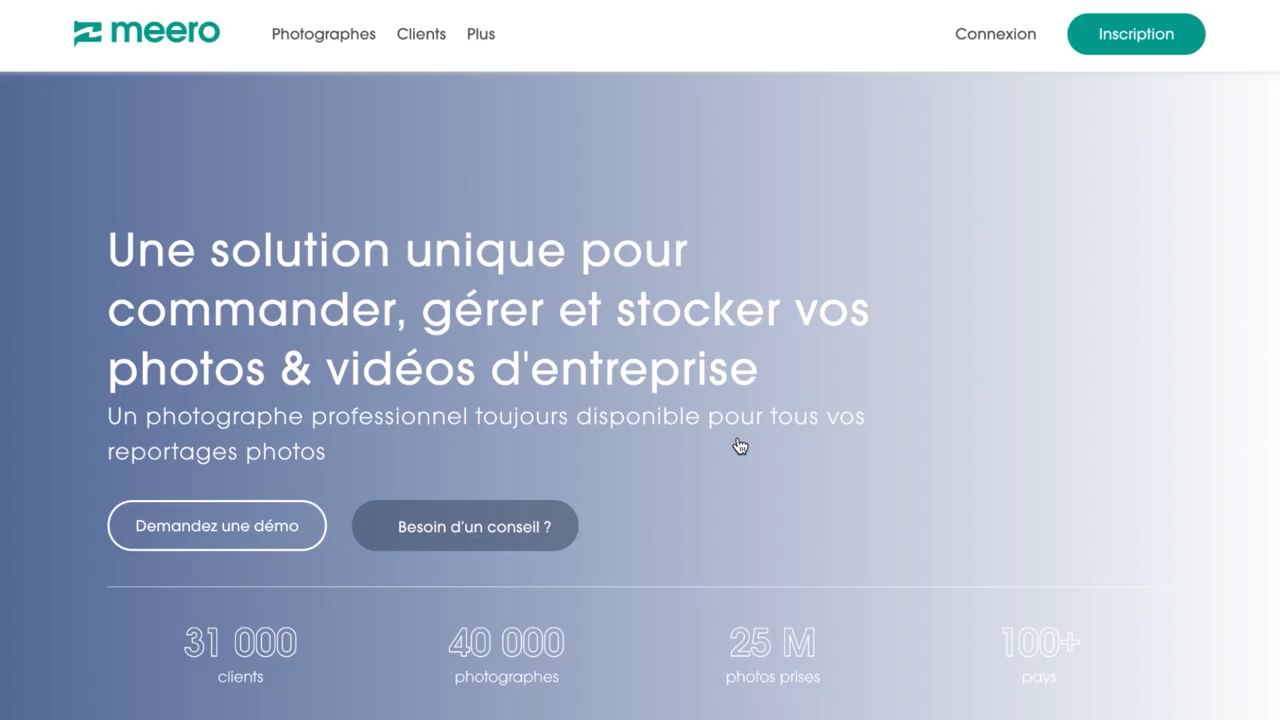 meero
Photographes Clients Plus
Connexion
Inscription
Une solution unique pour
commander, gérer et stocker vos
photos & vidéos d'entreprise
Un photographe professionnel toujours disponible pour tous vos
reportages photos
Demandez une démo
Besoin d'un conseil ?
31 000
clients
40 000
photographes
25 M
photos prises
100+
pays